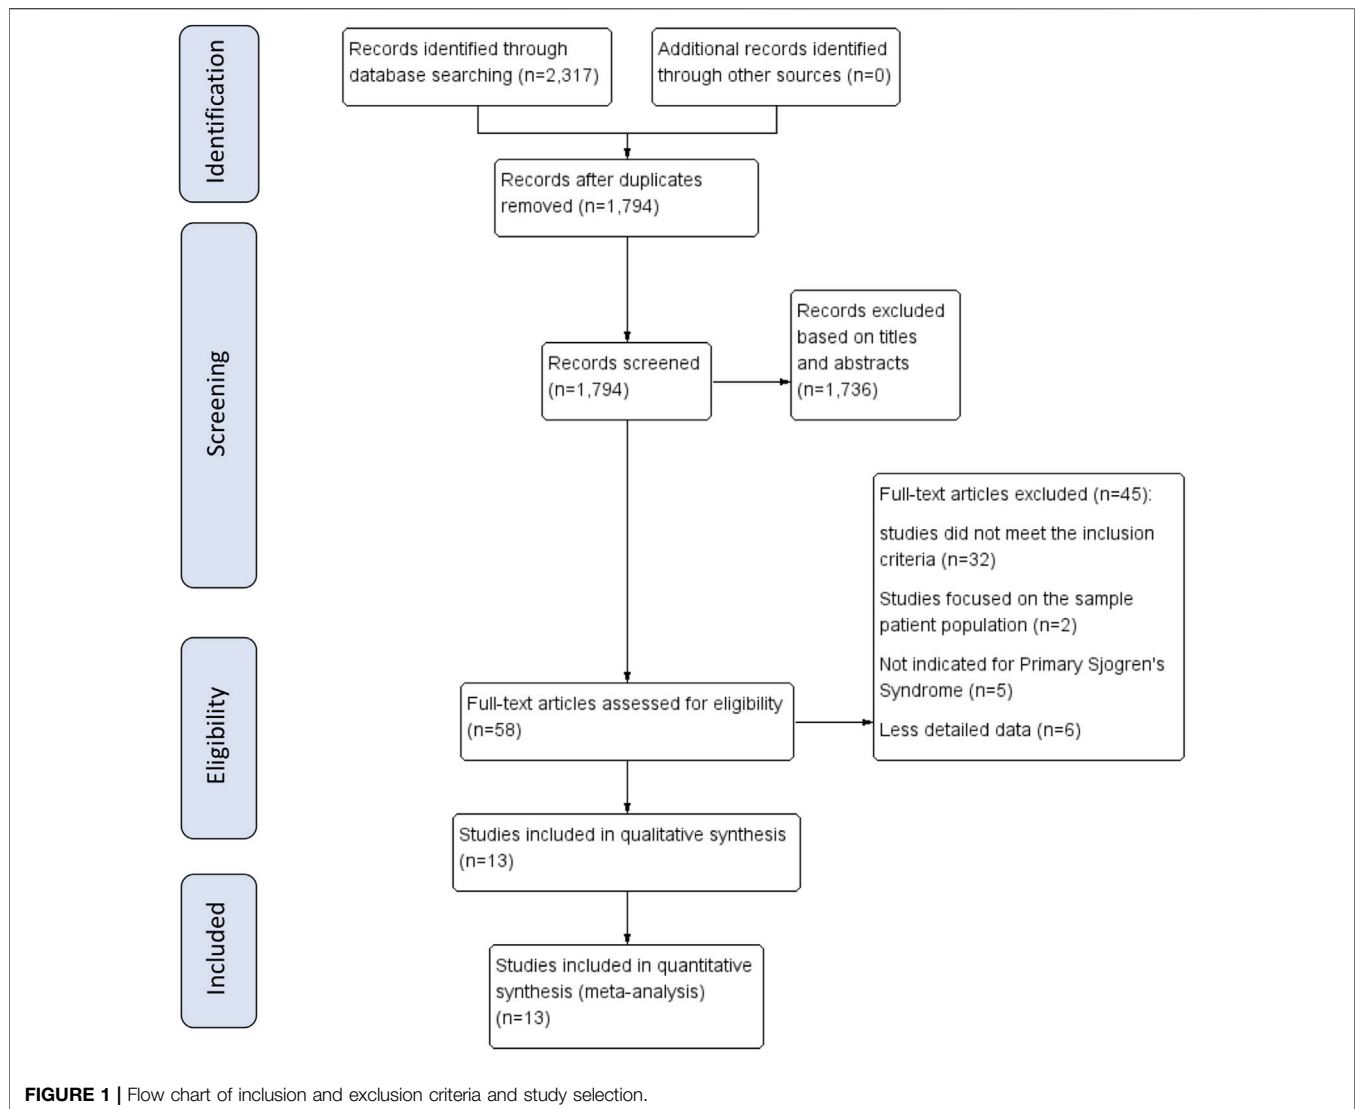 Identification
Records identified through
database searching (n=2,317)
Additional records identified
through other sources (n=0)
Records after duplicates
removed (n=1,794)
Screening
Records screened
(n=1,794)
Records excluded
based on titles
and abstracts
(n=1,736)
Eligibility
Full-text articles assessed for eligibility
(n=58)
Full-text articles excluded (n=45):
studies did not meet the inclusion
criteria (n=32)
Studies focused on the sample
patient population (n=2)
Not indicated for Primary Sjogren's
Syndrome (n=5)
Less detailed data (n=6)
Studies included in qualitative synthesis
(n=13)
Included
Studies included in quantitative
synthesis (meta-analysis)
(n=13)
FIGURE 1 | Flow chart of inclusion and exclusion criteria and study selection.